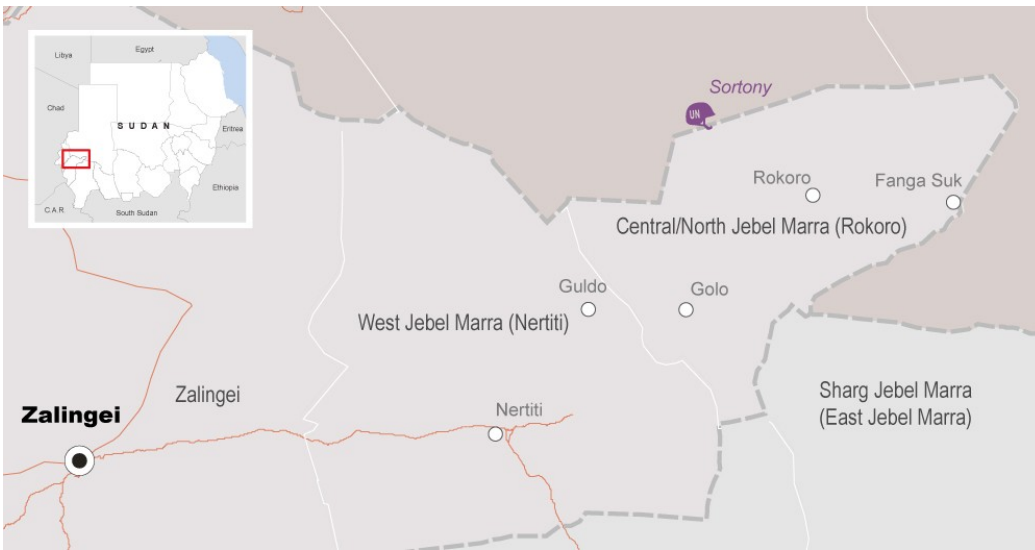 Libya
Egypt
Chad
SUDAN
Eritrea
Ethiopia
C.A.R.
South Sudan
Sortony
UN
Rokoro
Fanga Suk
Central/North Jebel Marra (Rokoro)
Guldo
Golo
West Jebel Marra (Nertiti)
Zalingei
Zalingei
Nertiti
Sharg Jebel Marra
(East Jebel Marra)